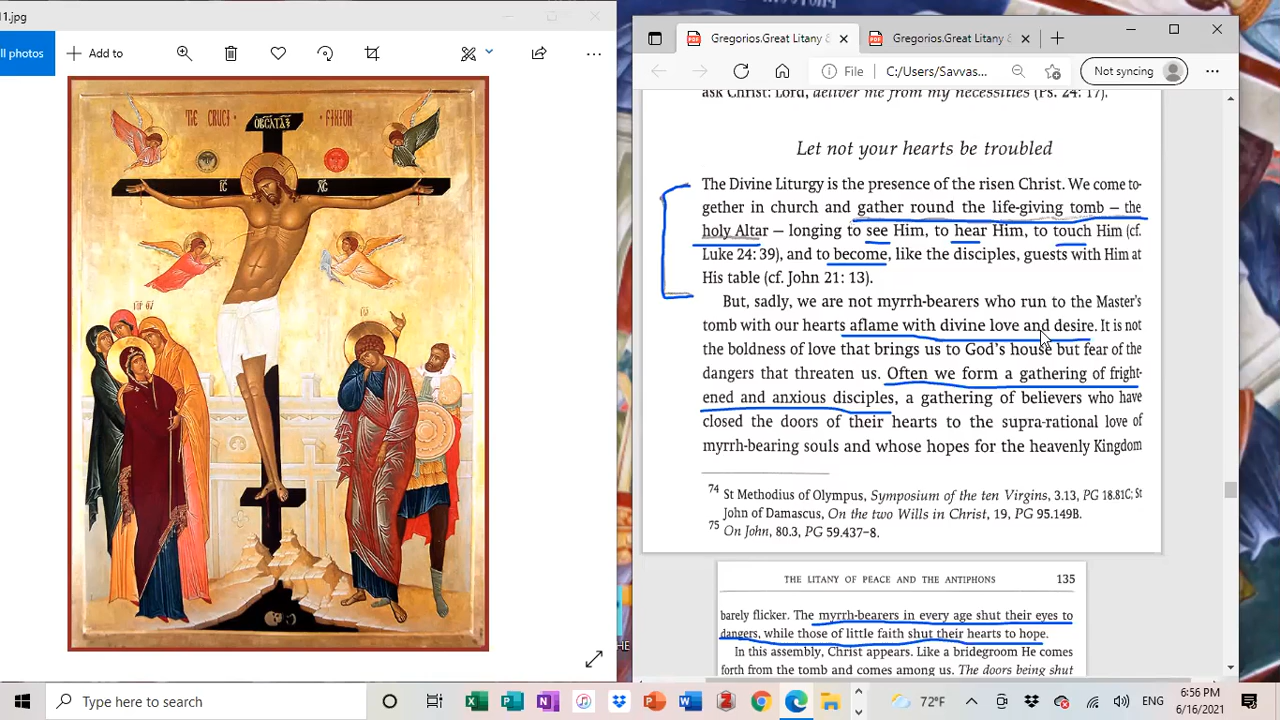 1.jpg
ll photos
Add to
THE CRUCI FIXION
IC
XC
Gregorios.Great Litany &
Gregorios.Great Litany &
File
C:/Users/Savvas...
Not syncing
ask Christ: Lord, deliver me from my necessities (Ps. 24: 17).
Let not your hearts be troubled
The Divine Liturgy is the presence of the risen Christ. We come to-
gether in church and gather round the life-giving tomb – the
holy Altar – longing to see Him, to hear Him, to touch Him (cf.
Luke 24: 39), and to become, like the disciples, guests with Him at
His table (cf. John 21: 13).
But, sadly, we are not myrrh-bearers who run to the Master's
tomb with our hearts aflame with divine love and desire. It is not
the boldness of love that brings us to God's house but fear of the
dangers that threaten us. Often we form a gathering of fright-
ened and anxious disciples, a gathering of believers who have
closed the doors of their hearts to the supra-rational love of
myrrh-bearing souls and whose hopes for the heavenly Kingdom
74 St Methodius of Olympus, Symposium of the ten Virgins, 3.13, PG 18.81C; St
John of Damascus, On the two Wills in Christ, 19, PG 95.149B.
75 On John, 80.3, PG 59.437–8.
THE LITANY OF PEACE AND THE ANTIPHONS 135
barely flicker. The myrrh-bearers in every age shut their eyes to
dangers, while those of little faith shut their hearts to hope.
In this assembly, Christ appears. Like a bridegroom He comes
forth from the tomb and comes among us. The doors being shut
HE
Type here to search
72°F
ENG
6:56 PM
6/16/2021